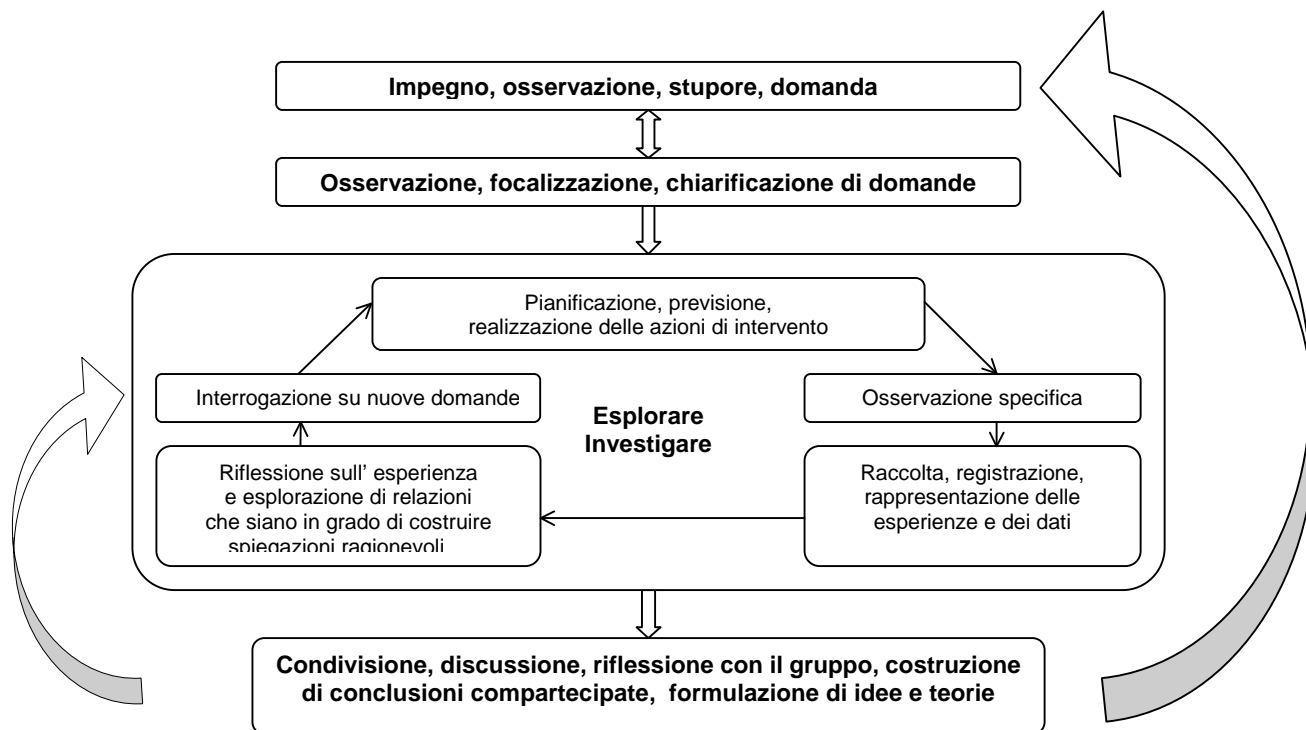 Impegno, osservazione, stupore, domanda
Osservazione, focalizzazione, chiarificazione di domande
Pianificazione, previsione,
realizzazione delle azioni di intervento
Interrogazione su nuove domande
Osservazione specifica
Esplorare
Investigare
Riflessione sull’ esperienza
e esplorazione di relazioni
che siano in grado di costruire
spiegazioni ragionevoli
Raccolta, registrazione,
rappresentazione delle
esperienze e dei dati
Condivisione, discussione, riflessione con il gruppo, costruzione
di conclusioni compartecipate, formulazione di idee e teorie